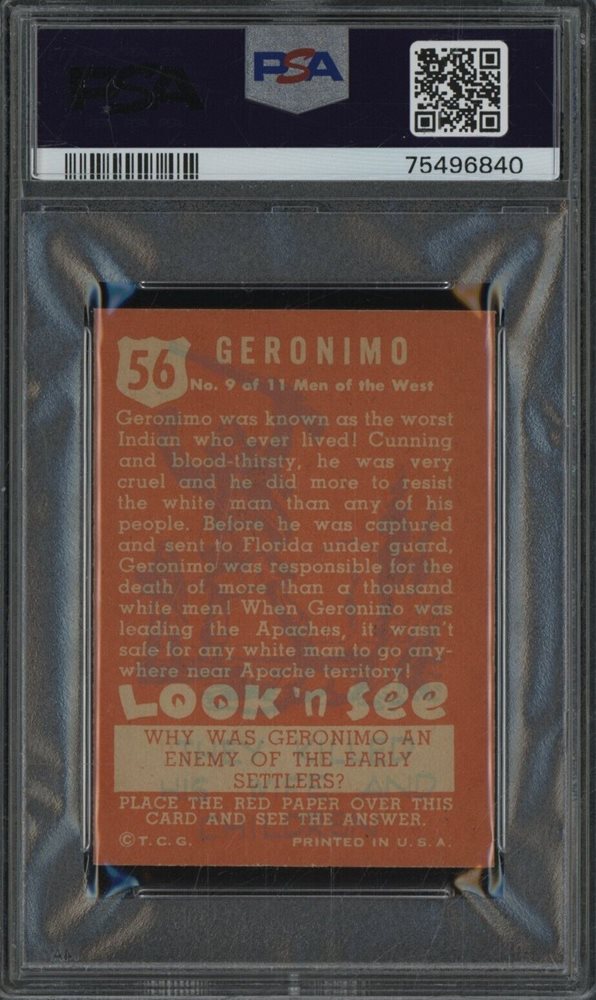 PSA
PSA
75496840
56
GERONIMO
No. 9 of 11 Men of the West
Geronimo was known as the worst
Indian who ever lived! Cunning
and blood-thirsty, he was very
cruel and he did more to resist
the white man than any of his
people. Before he was captured
and sent to Florida under guard,
Geronimo was responsible for the
death of more than a thousand
white men! When Geronimo was
leading the Apaches, it wasn't
safe for any white man to go any-
where near Apache territory!
LOOK 'n SEE
WHY WAS GERONIMO AN
ENEMY OF THE EARLY
SETTLERS?
PLACE THE RED PAPER OVER THIS
CARD AND SEE THE ANSWER.
© T.C.G. PRINTED IN U.S.A.